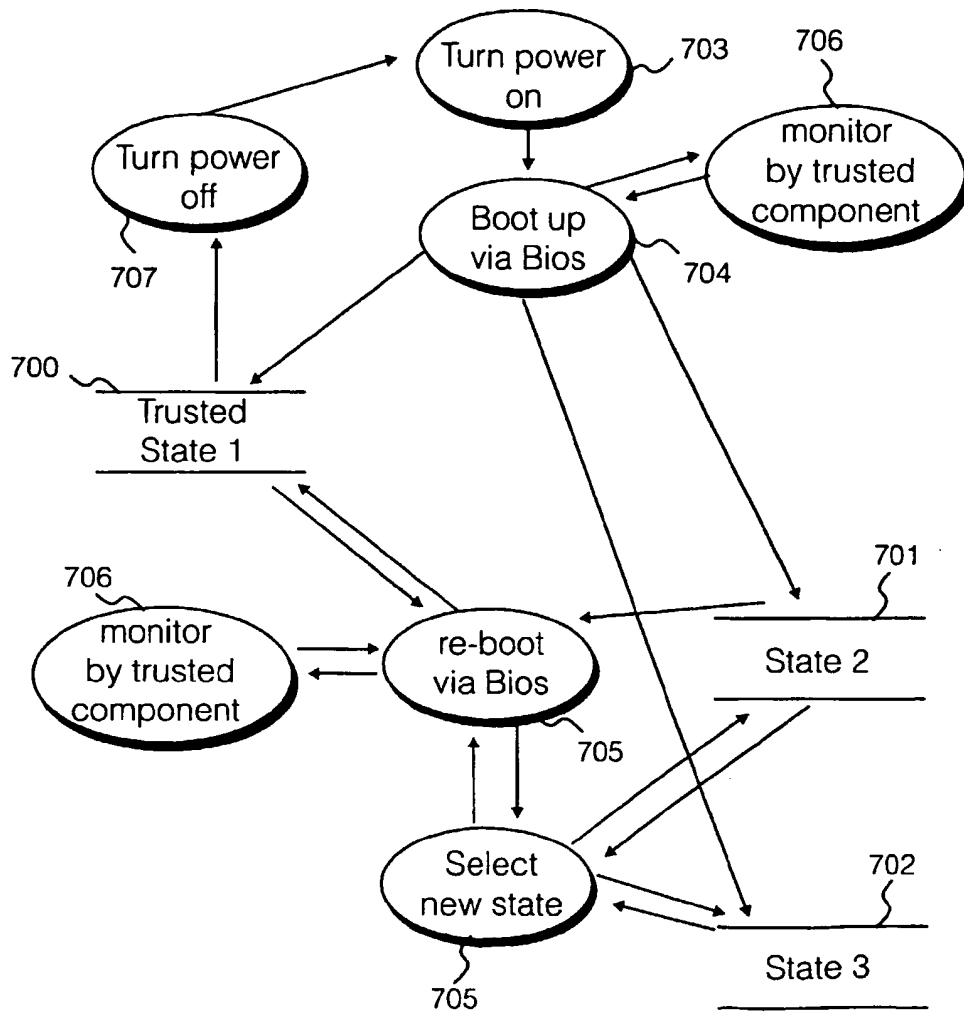 Turn power
on
703
706
monitor
by trusted
component
Turn power
off
707
Boot up
via Bios
704
700
Trusted
State 1
706
monitor
by trusted
component
re-boot
via Bios
705
701
State 2
Select
new state
705
702
State 3